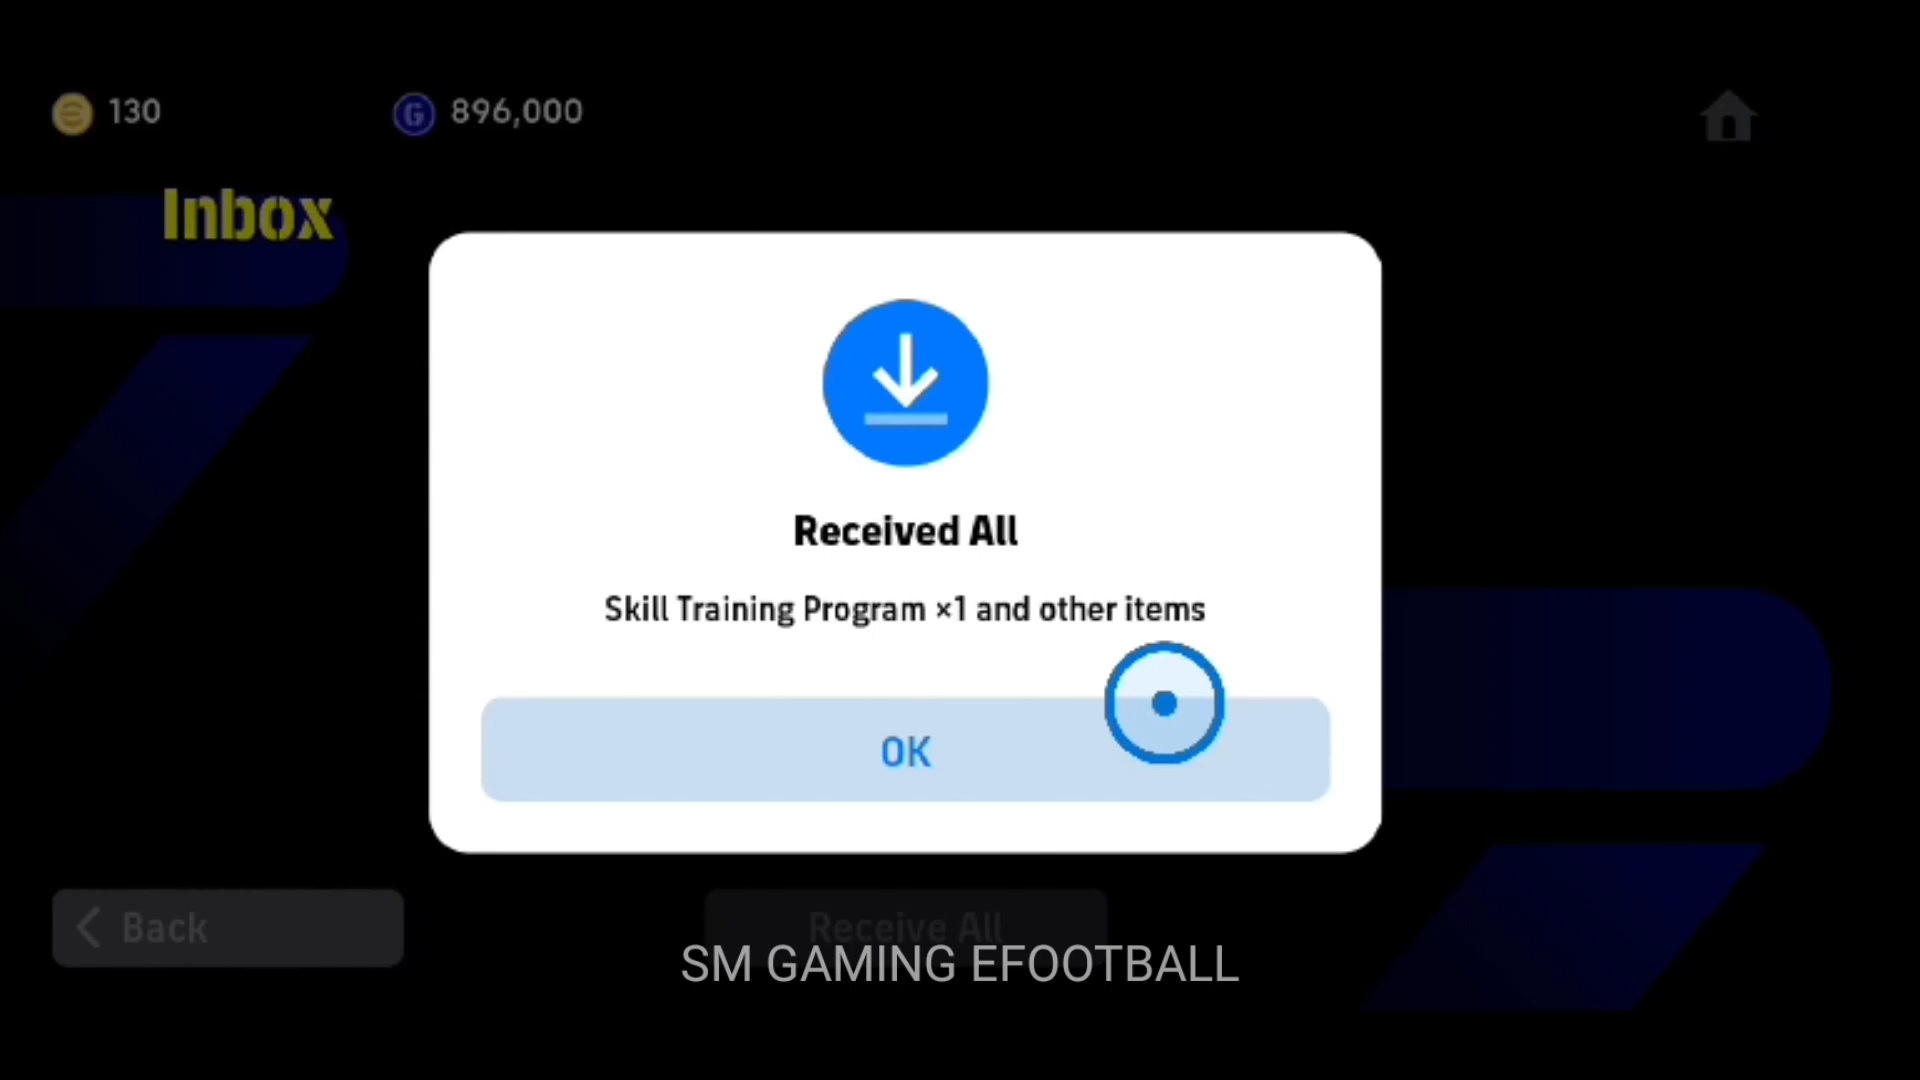 130
896,000
Inbox
Received All
Skill Training Program ×1 and other items
OK
Back
Receive All
SM GAMING EFOOTBALL